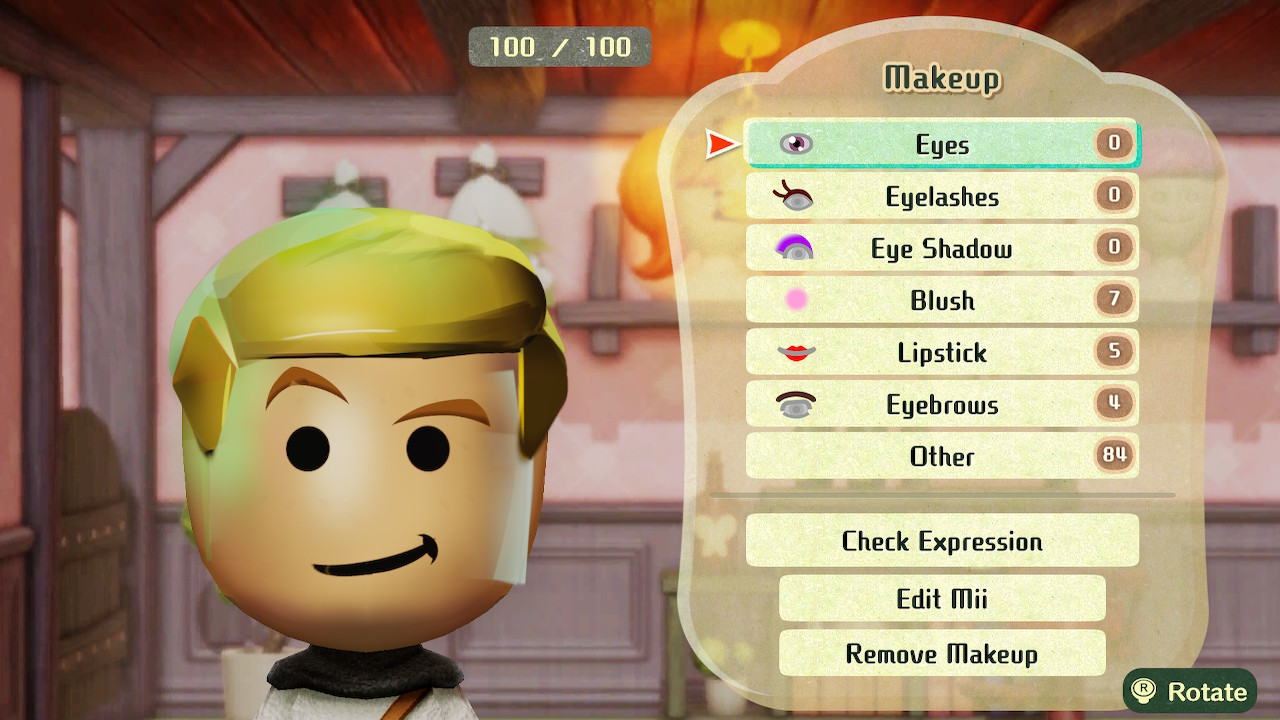 100 / 100
Makeup
Eyes 0
Eyelashes 0
Eye Shadow 0
Blush 7
Lipstick 5
Eyebrows 4
Other 84
Check Expression
Edit Mii
Remove Makeup
R Rotate